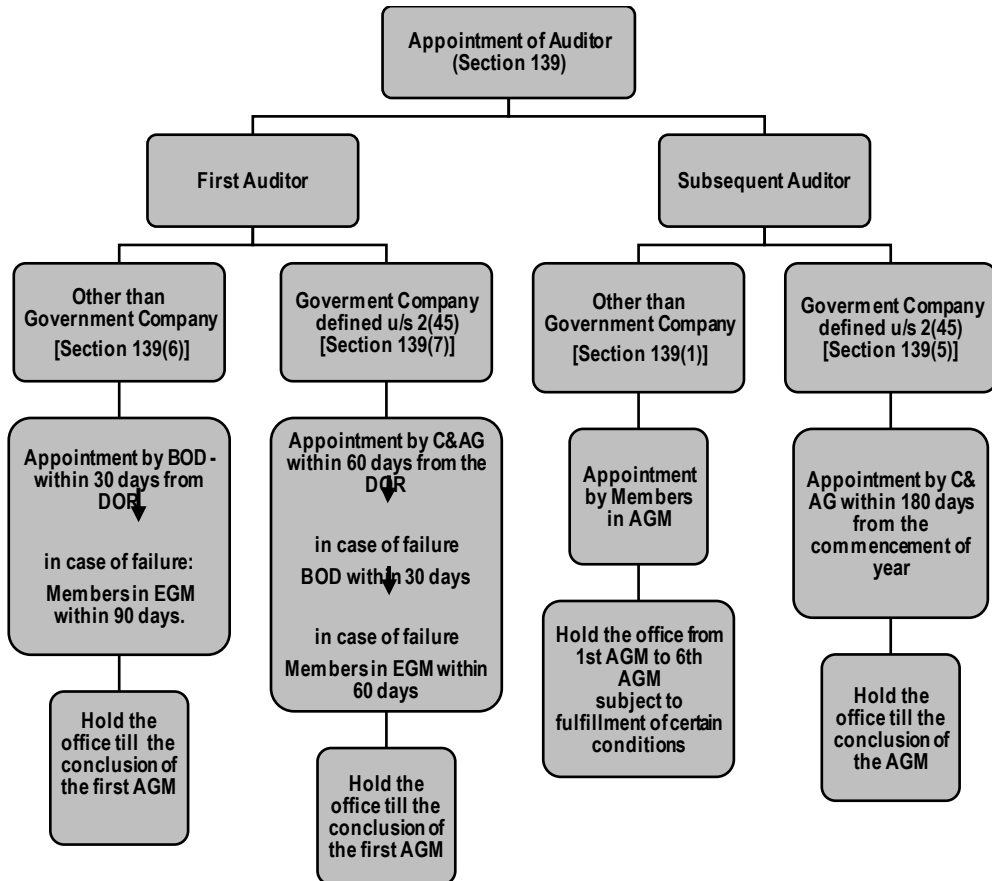 Appointment of Auditor
(Section 139)
First Auditor
Subsequent Auditor
Other than
Government Company
[Section 139(6)]
Goverment Company
defined u/s 2(45)
[Section 139(7)]
Other than
Government Company
[Section 139(1)]
Goverment Company
defined u/s 2(45)
[Section 139(5)]
Appointment by BOD -
within 30 days from
DOR
in case of failure:
Members in EGM
within 90 days.
Appointment by C&AG
within 60 days from the
DOR
in case of failure
BOD within 30 days
in case of failure
Members in EGM within
60 days
Appointment
by Members
in AGM
Appointment by C&
AG within 180 days
from the
commencement of
year
Hold the
office till the
conclusion of
the first AGM
Hold the
office till the
conclusion of
the first AGM
Hold the office from
1st AGM to 6th
AGM
subject to
fulfillment of certain
conditions
Hold the
office till the
conclusion of
the AGM